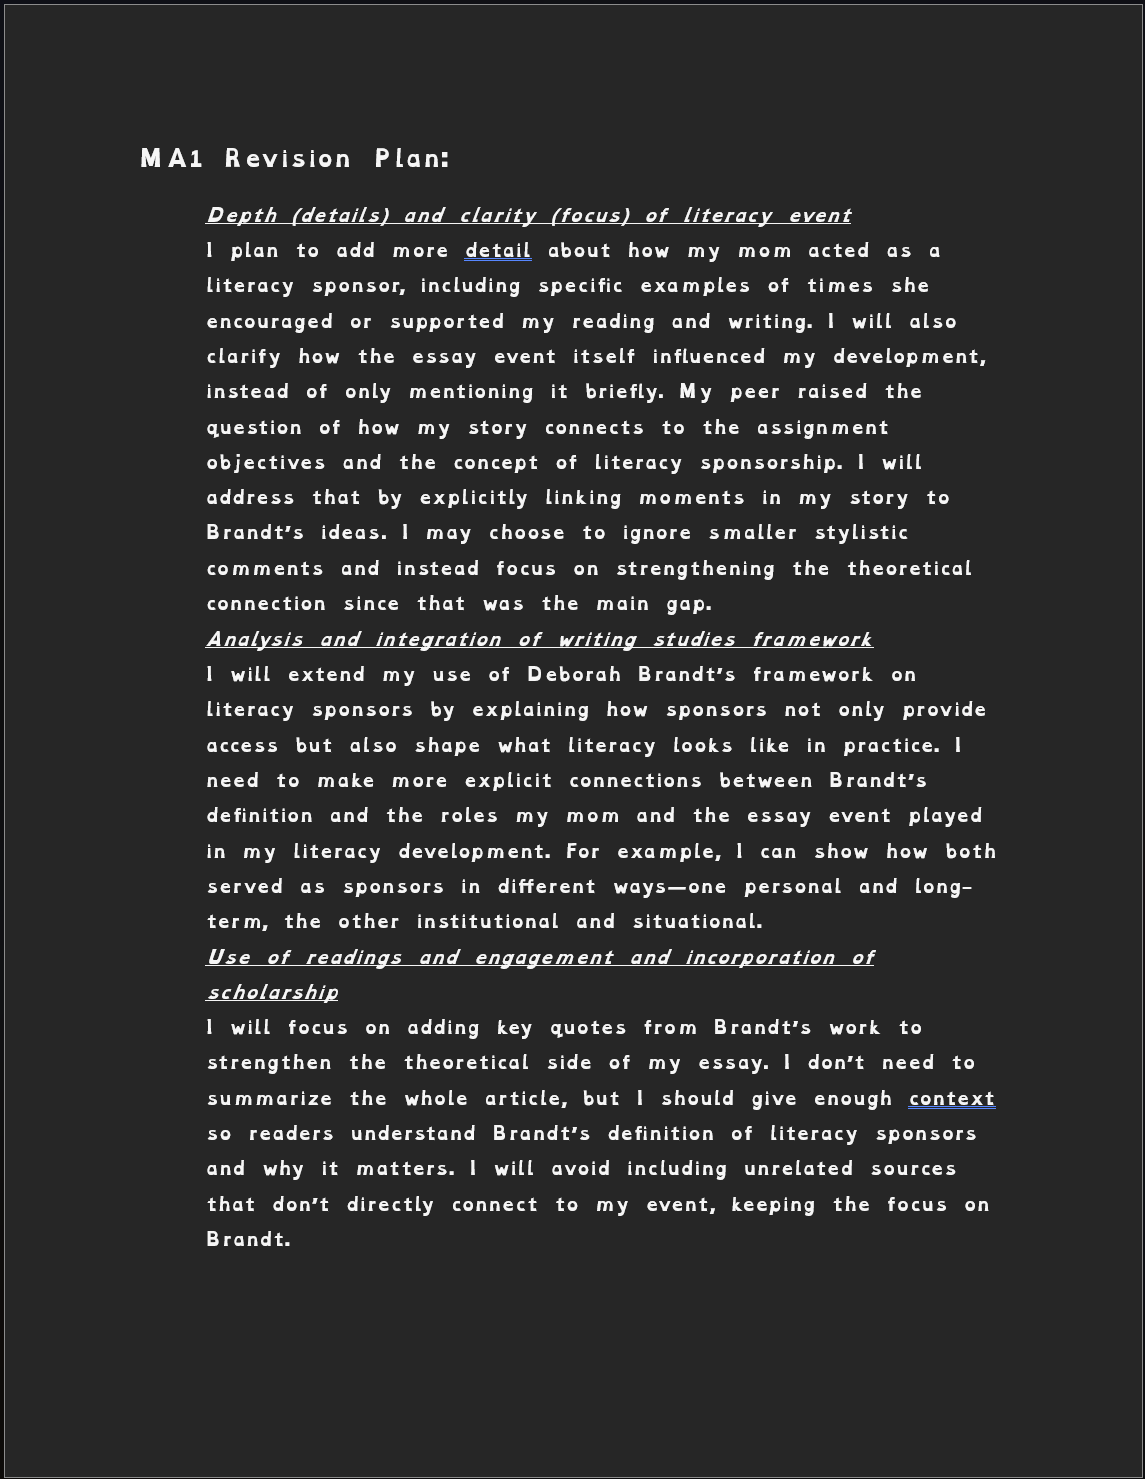 MA1 Revision Plan:
Depth (details) and clarity (focus) of literacy event
I plan to add more detail about how my mom acted as a
literacy sponsor, including specific examples of times she
encouraged or supported my reading and writing. I will also
clarify how the essay event itself influenced my development,
instead of only mentioning it briefly. My peer raised the
question of how my story connects to the assignment
objectives and the concept of literacy sponsorship. I will
address that by explicitly linking moments in my story to
Brandt’s ideas. I may choose to ignore smaller stylistic
comments and instead focus on strengthening the theoretical
connection since that was the main gap.
Analysis and integration of writing studies framework
I will extend my use of Deborah Brandt’s framework on
literacy sponsors by explaining how sponsors not only provide
access but also shape what literacy looks like in practice. I
need to make more explicit connections between Brandt’s
definition and the roles my mom and the essay event played
in my literacy development. For example, I can show how both
served as sponsors in different ways—one personal and long-
term, the other institutional and situational.
Use of readings and engagement and incorporation of
scholarship
I will focus on adding key quotes from Brandt’s work to
strengthen the theoretical side of my essay. I don’t need to
summarize the whole article, but I should give enough context
so readers understand Brandt’s definition of literacy sponsors
and why it matters. I will avoid including unrelated sources
that don’t directly connect to my event, keeping the focus on
Brandt.